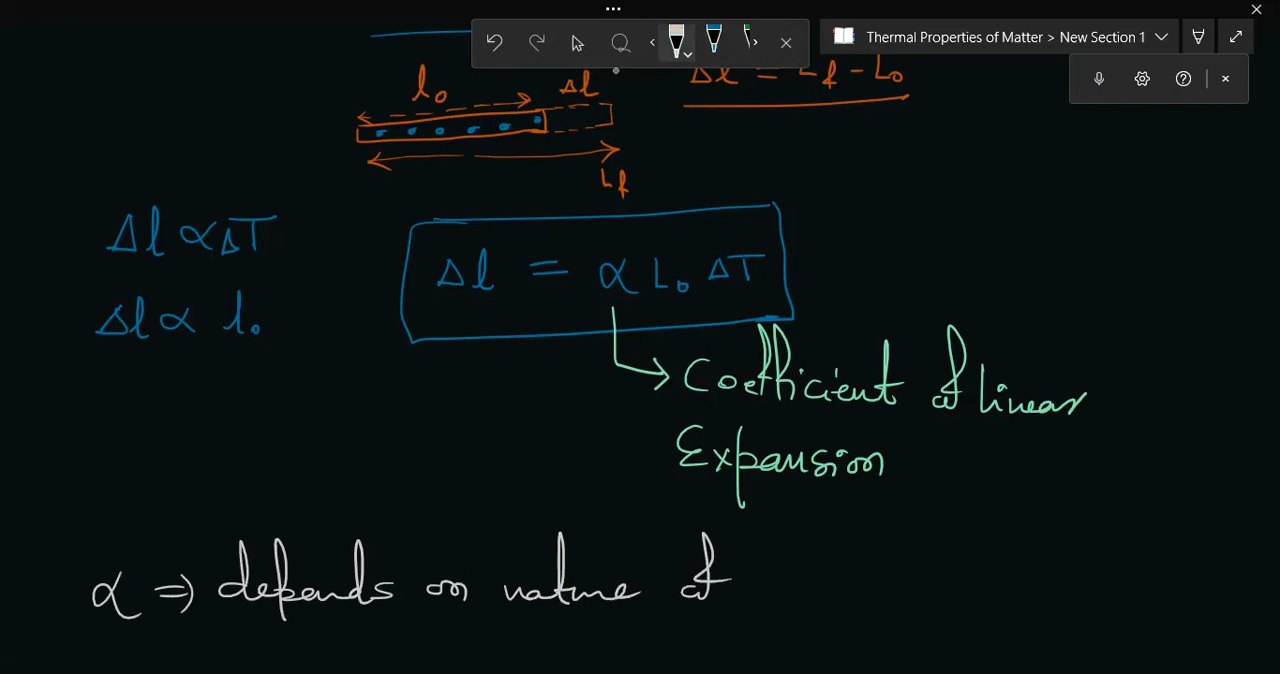 Thermal Properties of Matter > New Section 1
Δl = Lf - L₀
l₀ Δl
Lf
Δl ∝ ΔT
Δl = α L₀ ΔT
Δl ∝ l₀
Coefficient of linear
Expansion
α ⇒ depends on nature of